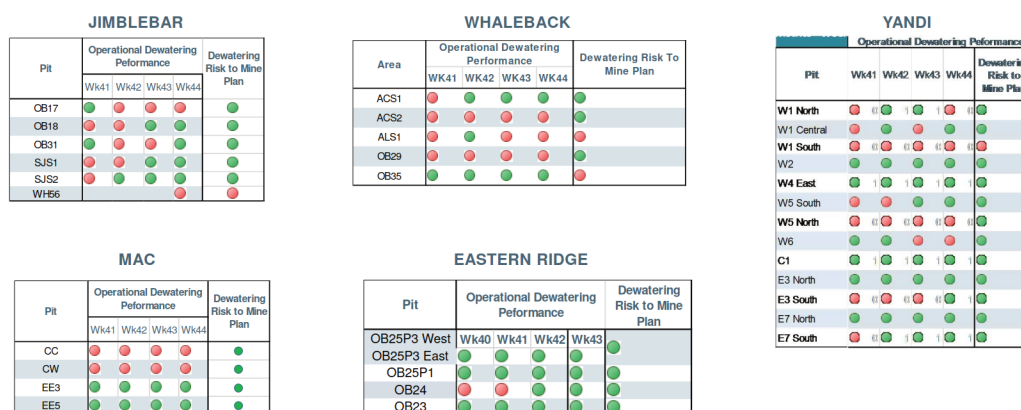 JIMBLEBAR
Pit
Operational Dewatering
Peformance
Dewatering
Risk to Mine
Plan
Wk41 Wk42 Wk43 Wk44
OB17
OB18
OB31
SJS1
SJS2
WH56
WHALEBACK
Area
Operational Dewatering
Performance
Dewatering Risk To
Mine Plan
WK41 WK42 WK43 WK44
ACS1
ACS2
ALS1
OB29
OB35
YANDI
Operational Dewatering Peformance
Pit
Wk41 Wk42 Wk43 Wk44
Risk to
W1 North
W1 Central
W1 South
W2
W4 East
W5 South
W5 North
W6
C1
E3 North
E3 South
E7 North
E7 South
MAC
Pit
Operational Dewatering
Peformance
Dewatering
Risk to Mine
Plan
Wk41 Wk42 Wk43 Wk44
CC
CW
EE3
EE5
EASTERN RIDGE
Pit
Operational Dewatering
Peformance
Dewatering
Risk to Mine
Plan
OB25P3 West Wk40 Wk41 Wk42 Wk43
OB25P3 East
OB25P1
OB24
OB23